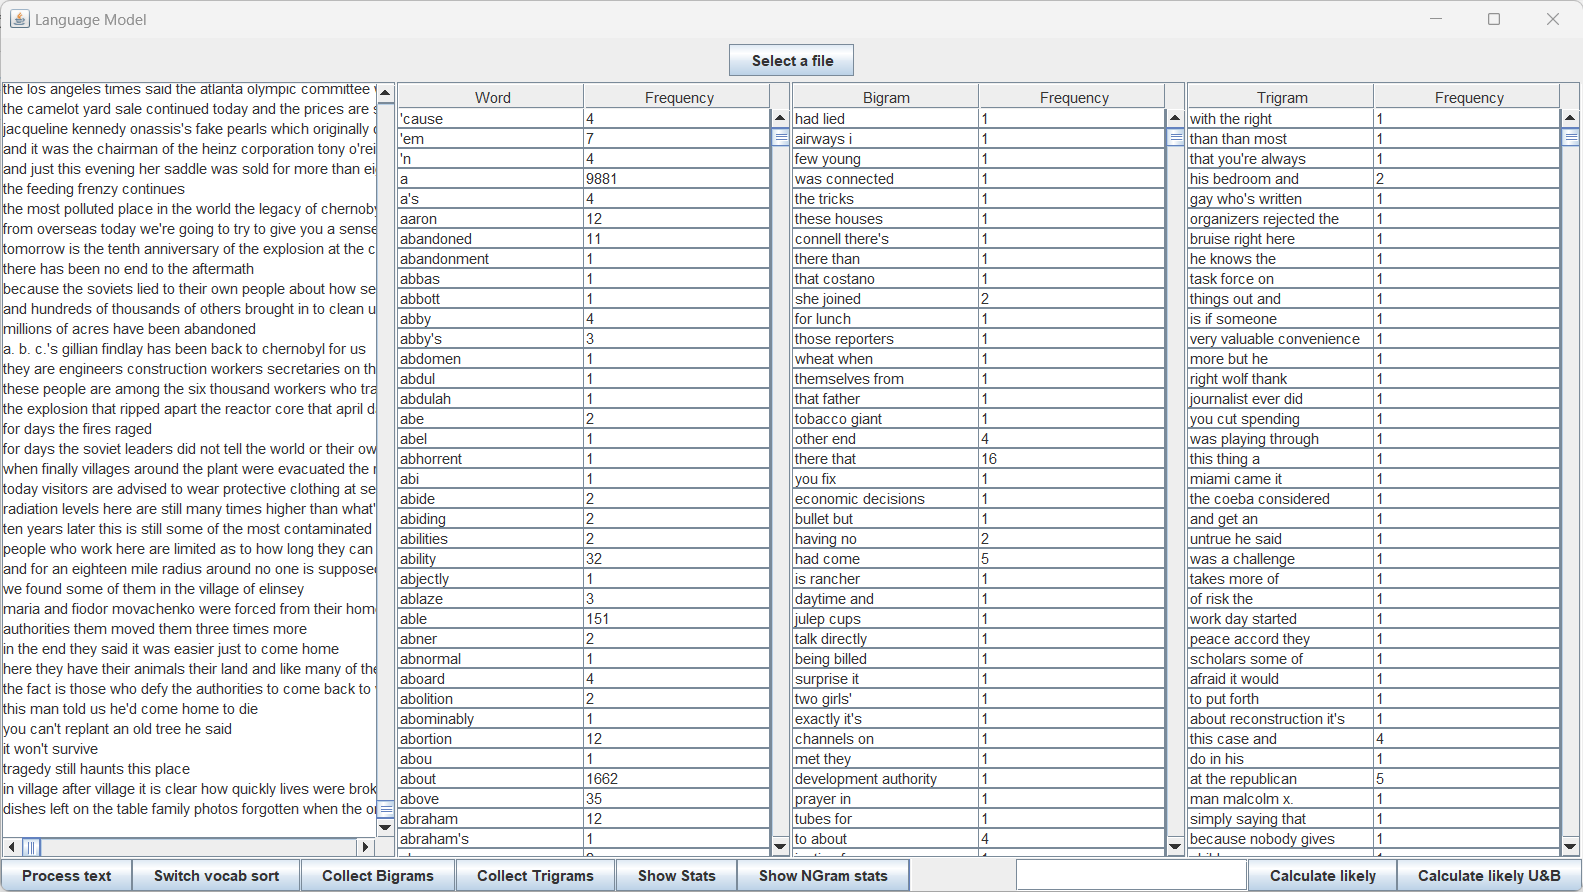 Language Model
Select a file
the los angeles times said the atlanta olympic committee
the camelot yard sale continued today and the prices are
jacqueline kennedy onassis's fake pearls which originally
and it was the chairman of the heinz corporation tony o'rei
and just this evening her saddle was sold for more than ei
the feeding frenzy continues
the most polluted place in the world the legacy of chernoby
from overseas today we're going to try to give you a sense
tomorrow is the tenth anniversary of the explosion at the c
there has been no end to the aftermath
because the soviets lied to their own people about how se
and hundreds of thousands of others brought in to clean u
millions of acres have been abandoned
a. b. c.'s gillian findlay has been back to chernobyl for us
they are engineers construction workers secretaries on th
these people are among the six thousand workers who tra
the explosion that ripped apart the reactor core that april d
for days the fires raged
for days the soviet leaders did not tell the world or their ow
when finally villages around the plant were evacuated the
today visitors are advised to wear protective clothing at se
radiation levels here are still many times higher than what'
ten years later this is still some of the most contaminated
people who work here are limited as to how long they can
and for an eighteen mile radius around no one is suppose
we found some of them in the village of elinsey
maria and fiodor movachenko were forced from their hom
authorities them moved them three times more
in the end they said it was easier just to come home
here they have their animals their land and like many of the
the fact is those who defy the authorities to come back to
this man told us he'd come home to die
you can't replant an old tree he said
it won't survive
tragedy still haunts this place
in village after village it is clear how quickly lives were brok
dishes left on the table family photos forgotten when the o
Word Frequency
'cause 4
'em 7
'n 4
a 9881
a's 4
aaron 12
abandoned 11
abandonment 1
abbas 1
abbott 1
abby 4
abby's 3
abdomen 1
abdul 1
abdulah 1
abe 2
abel 1
abhorrent 1
abi 1
abide 2
abiding 2
abilities 2
ability 32
abjectly 1
ablaze 3
able 151
abner 2
abnormal 1
aboard 4
abolition 2
abominably 1
abortion 12
abou 1
about 1662
above 35
abraham 12
abraham's 1
Bigram Frequency
had lied 1
airways i 1
few young 1
was connected 1
the tricks 1
these houses 1
connell there's 1
there than 1
that costano 1
she joined 2
for lunch 1
those reporters 1
wheat when 1
themselves from 1
that father 1
tobacco giant 1
other end 4
there that 16
you fix 1
economic decisions 1
bullet but 1
having no 2
had come 5
is rancher 1
daytime and 1
julep cups 1
talk directly 1
being billed 1
surprise it 1
two girls' 1
exactly it's 1
channels on 1
met they 1
development authority 1
prayer in 1
tubes for 1
to about 4
Trigram Frequency
with the right 1
than than most 1
that you're always 1
his bedroom and 2
gay who's written 1
organizers rejected the 1
bruise right here 1
he knows the 1
task force on 1
things out and 1
is if someone 1
very valuable convenience 1
more but he 1
right wolf thank 1
journalist ever did 1
you cut spending 1
was playing through 1
this thing a 1
miami came it 1
the coeba considered 1
and get an 1
untrue he said 1
was a challenge 1
takes more of 1
of risk the 1
work day started 1
peace accord they 1
scholars some of 1
afraid it would 1
to put forth 1
about reconstruction it's 1
this case and 4
do in his 1
at the republican 5
man malcolm x. 1
simply saying that 1
because nobody gives 1
Process text Switch vocab sort Collect Bigrams Collect Trigrams Show Stats Show NGram stats Calculate likely Calculate likely U&B